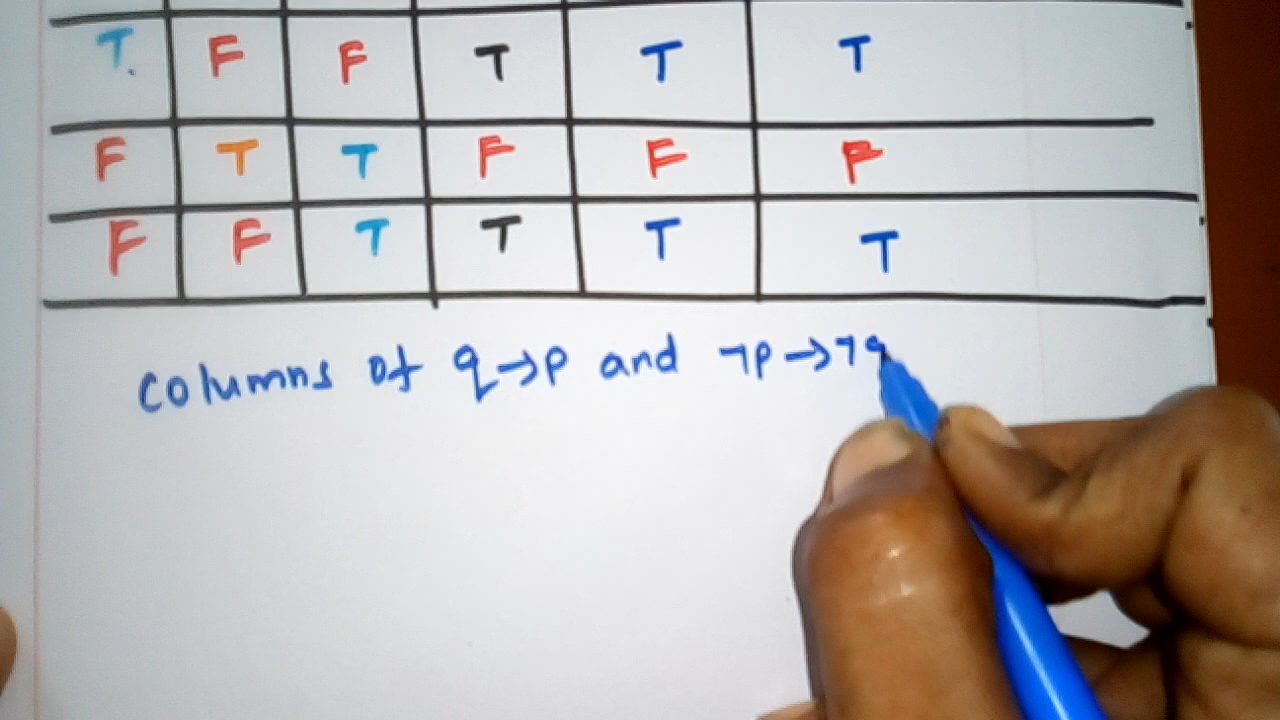 T F F T T T
F T T F F F
F F T T T T
columns of q→p and ¬p→¬q